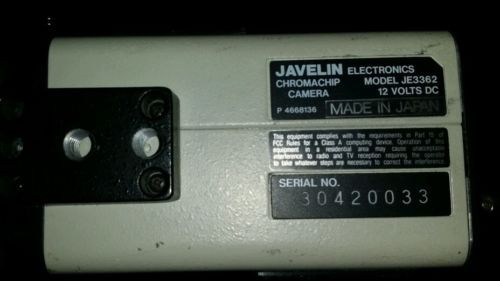 JAVELIN ELECTRONICS
CHROMACHIP MODEL JE3362
CAMERA 12 VOLTS DC
P 4668136 MADE IN JAPAN
This equipment complies with the requirements in Part 15 of
FCC Rules for a Class A computing device. Operation of this
equipment in a residential area may cause unacceptable
interference to radio and TV reception requiring the operator
to take whatever steps are necessary to correct the interference.
SERIAL NO.
30420033